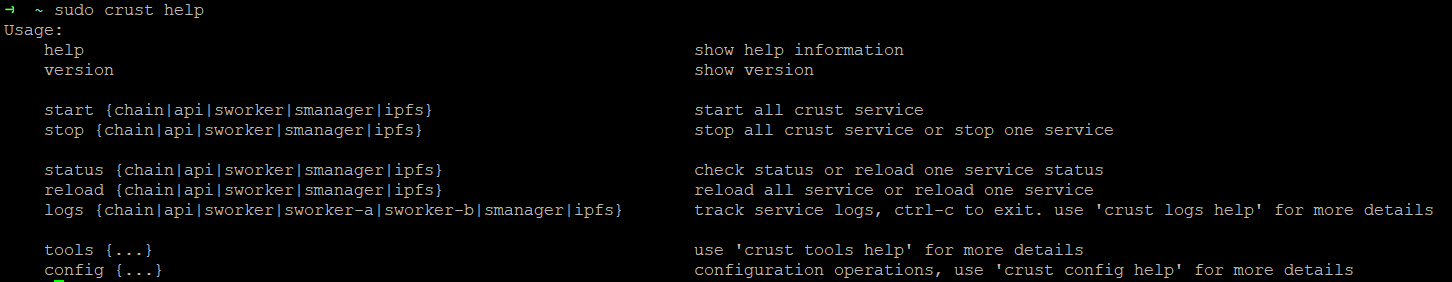 → ~ sudo crust help
Usage:
    help                                                             show help information
    version                                                          show version

    start {chain|api|sworker|smanager|ipfs}                          start all crust service
    stop {chain|api|sworker|smanager|ipfs}                           stop all crust service or stop one service

    status {chain|api|sworker|smanager|ipfs}                         check status or reload one service status
    reload {chain|api|sworker|smanager|ipfs}                         reload all service or reload one service
    logs {chain|api|sworker|sworker-a|sworker-b|smanager|ipfs}       track service logs, ctrl-c to exit. use 'crust logs help' for more details

    tools {...}                                                      use 'crust tools help' for more details
    config {...}                                                     configuration operations, use 'crust config help' for more details